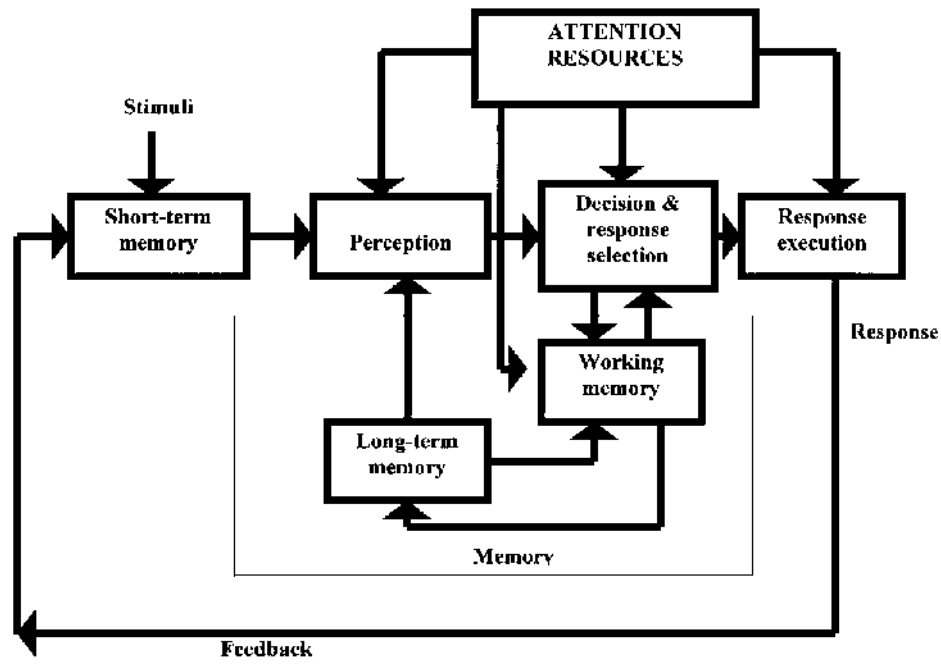 ATTENTION
RESOURCES
Stimuli
Short-term
memory
Perception
Decision &
response
selection
Response
execution
Response
Working
memory
Long-term
memory
Memory
Feedback